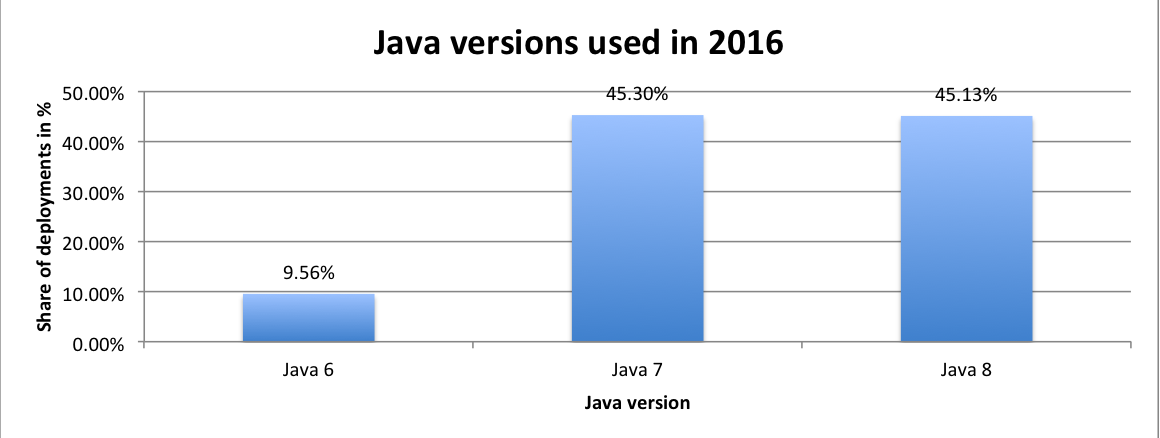 Java versions used in 2016
Share of deployments in %
50.00%
40.00%
30.00%
20.00%
10.00%
0.00%
9.56%
45.30%
45.13%
Java 6
Java 7
Java 8
Java version